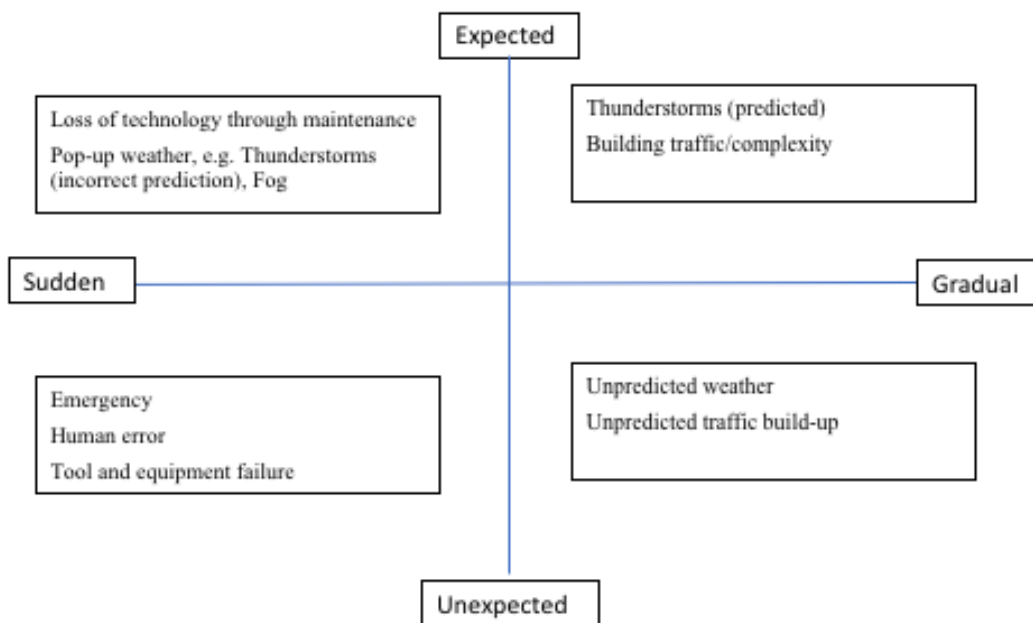 Expected
Loss of technology through maintenance
Pop-up weather, e.g. Thunderstorms
(incorrect prediction), Fog
Thunderstorms (predicted)
Building traffic/complexity
Sudden
Gradual
Emergency
Human error
Tool and equipment failure
Unpredicted weather
Unpredicted traffic build-up
Unexpected